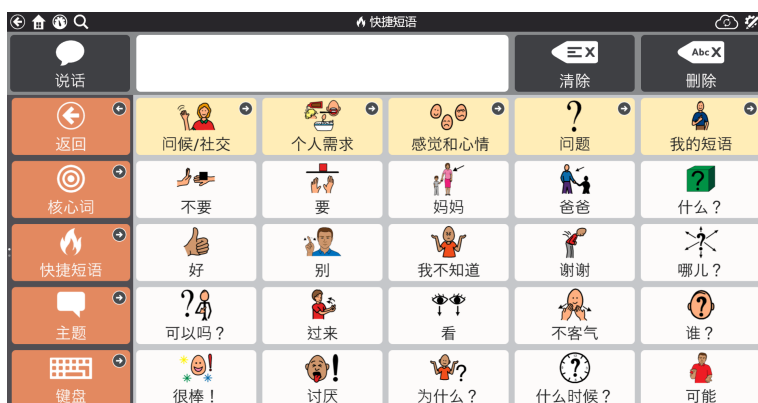 快捷短语
说话
清除
Abc X
删除
返回
问候/社交
个人需求
感觉和心情
问题
我的短语
核心词
不要
要
妈妈
爸爸
什么？
快捷短语
好
别
我不知道
谢谢
哪儿？
主题
可以吗？
过来
看
不客气
谁？
键盘
很棒！
讨厌
为什么？
什么时候？
可能